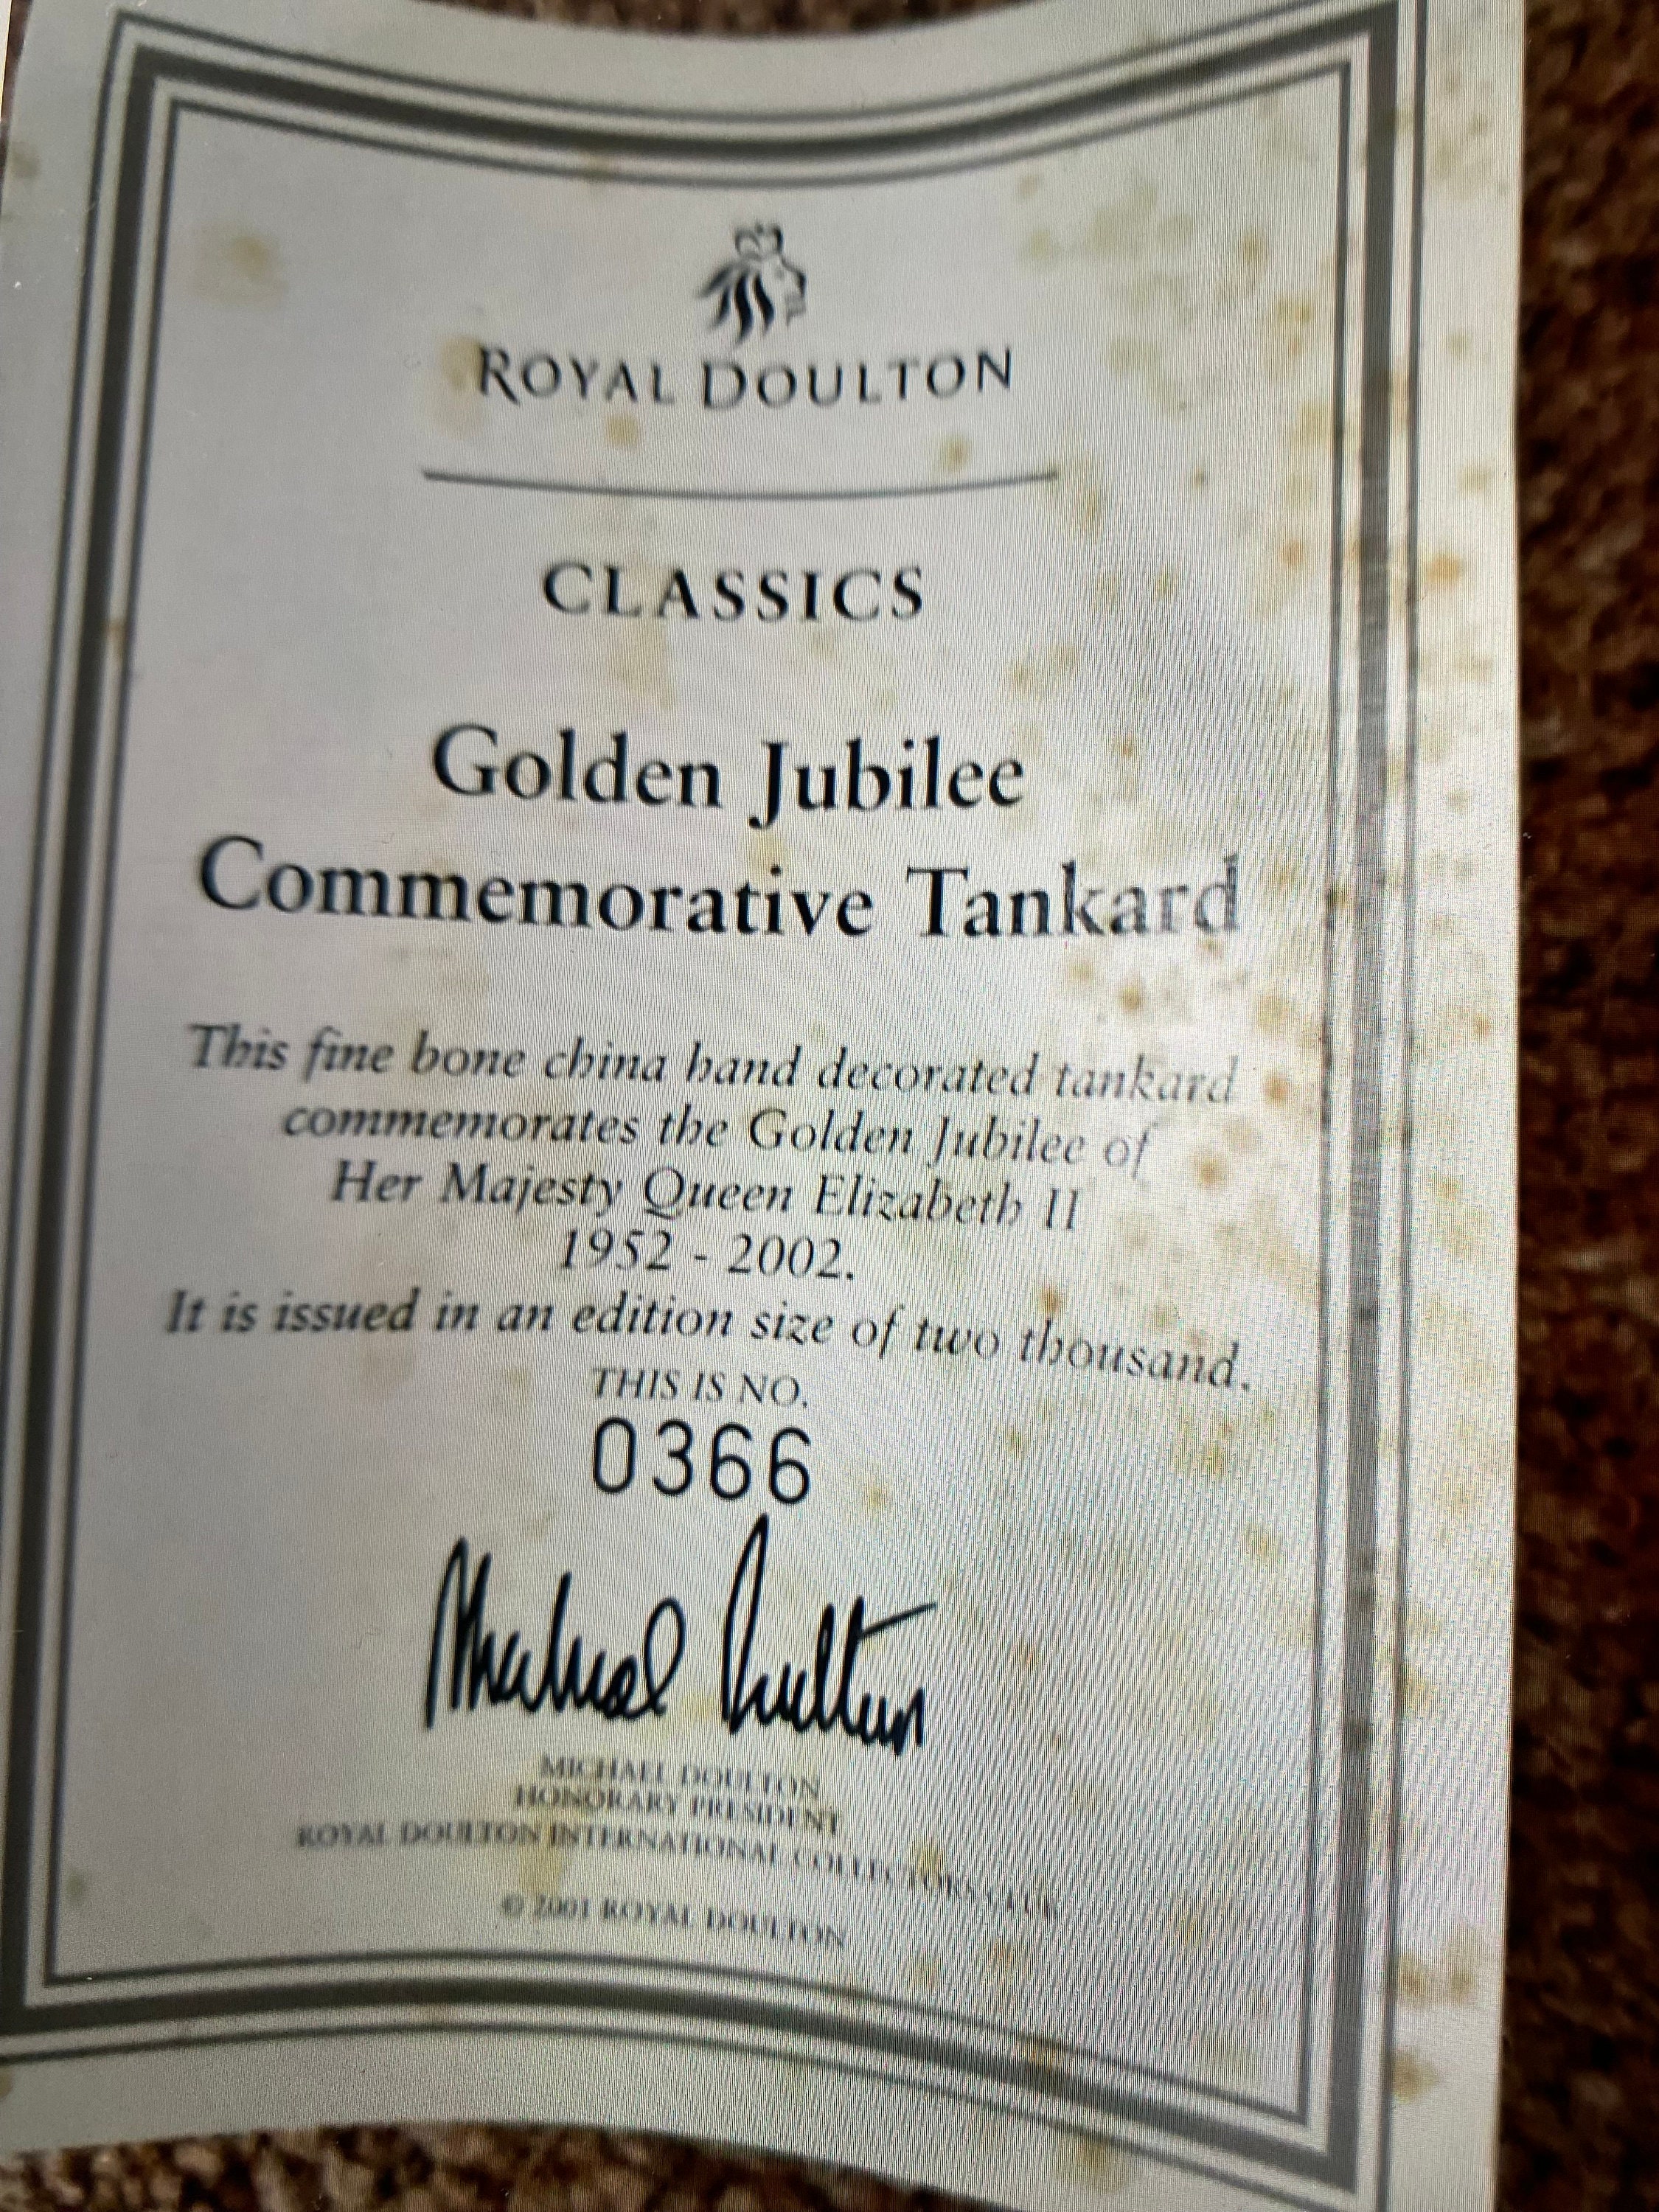 ROYAL DOULTON
CLASSICS
Golden Jubilee
Commemorative Tankard
This fine bone china hand decorated tankard
commemorates the Golden Jubilee of
Her Majesty Queen Elizabeth II
1952 - 2002.
It is issued in an edition size of two thousand.
THIS IS NO.
0366
Michael Doulton
MICHAEL DOULTON
HONORARY PRESIDENT
ROYAL DOULTON INTERNATIONAL COLLECTORS CLUB
© 2001 ROYAL DOULTON